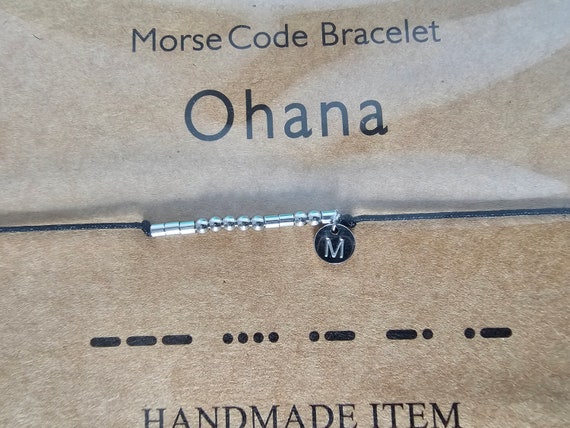 Morse Code Bracelet
Ohana
M
--- .... .- -. .-
HANDMADE ITEM